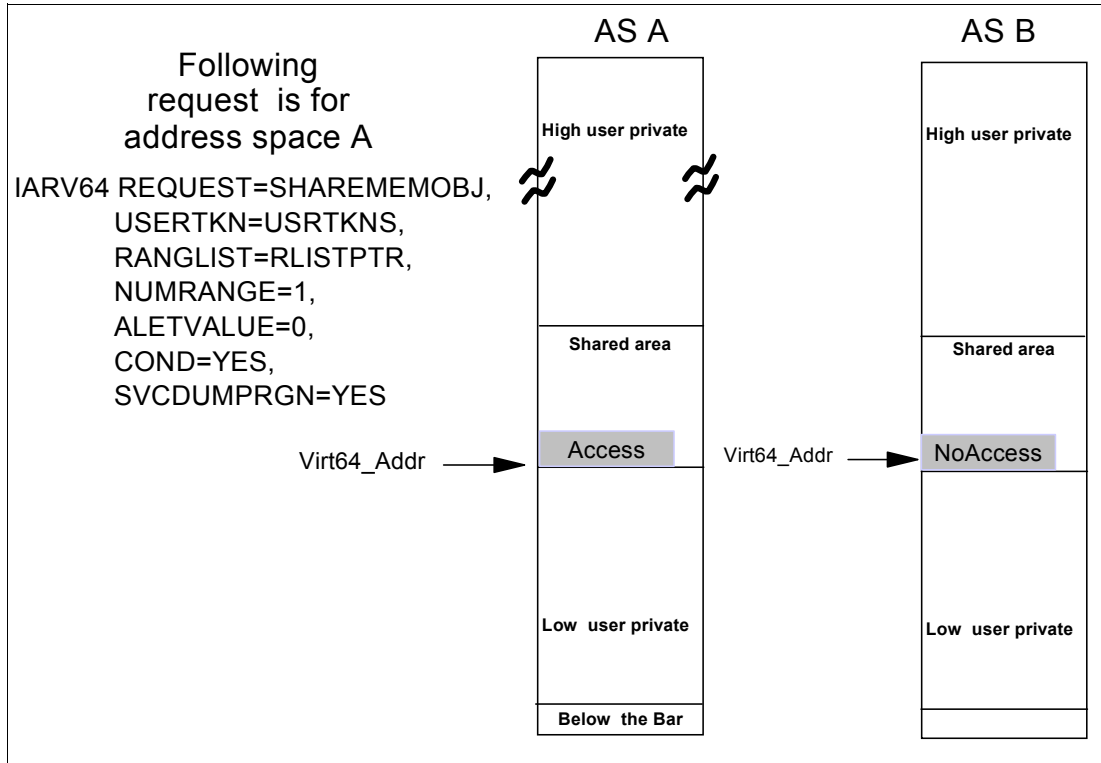 Following
request is for
address space A
IARV64 REQUEST=SHAREMEMOBJ,
USERTKN=USRTKNS,
RANGLIST=RLISTPTR,
NUMRANGE=1,
ALETVALUE=0,
COND=YES,
SVCDUMPRGN=YES
Virt64_Addr
AS A
High user private
Shared area
Access
Low user private
Below the Bar
Virt64_Addr
AS B
High user private
Shared area
NoAccess
Low user private